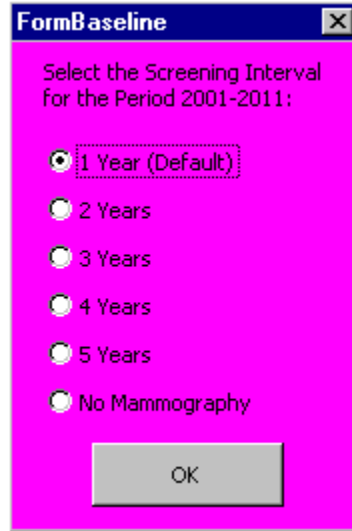 FormBaseline
Select the Screening Interval
for the Period 2001-2011:
1 Year (Default)
2 Years
3 Years
4 Years
5 Years
No Mammography
OK